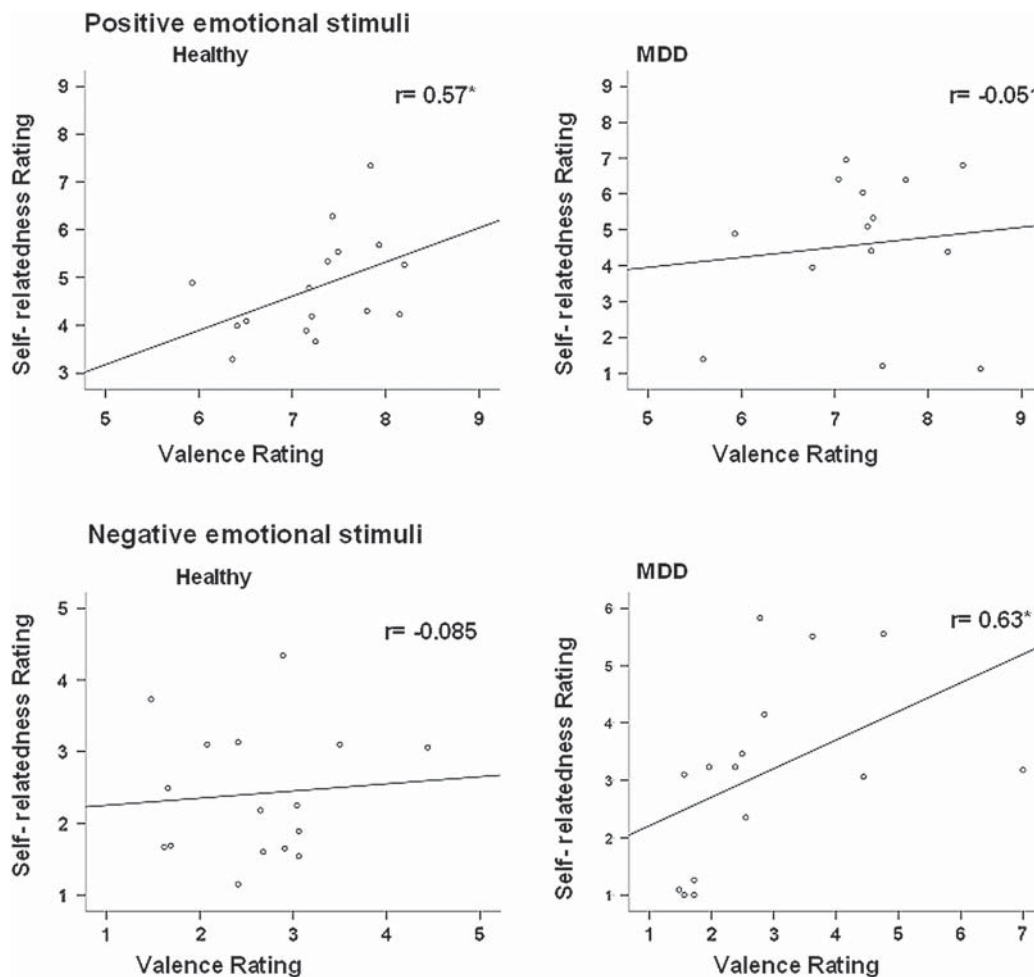 Positive emotional stimuli
Healthy
r= 0.57*
Self- relatedness Rating
9
8
7
6
5
4
3
5 6 7 8 9
Valence Rating
MDD
r= -0.051
Self- relatedness Rating
9
8
7
6
5
4
3
2
1
5 6 7 8 9
Valence Rating
Negative emotional stimuli
Healthy
r= -0.085
Self- relatedness Rating
5
4
3
2
1
1 2 3 4 5
Valence Rating
MDD
r= 0.63*
Self- relatedness Rating
6
5
4
3
2
1
1 2 3 4 5 6 7
Valence Rating